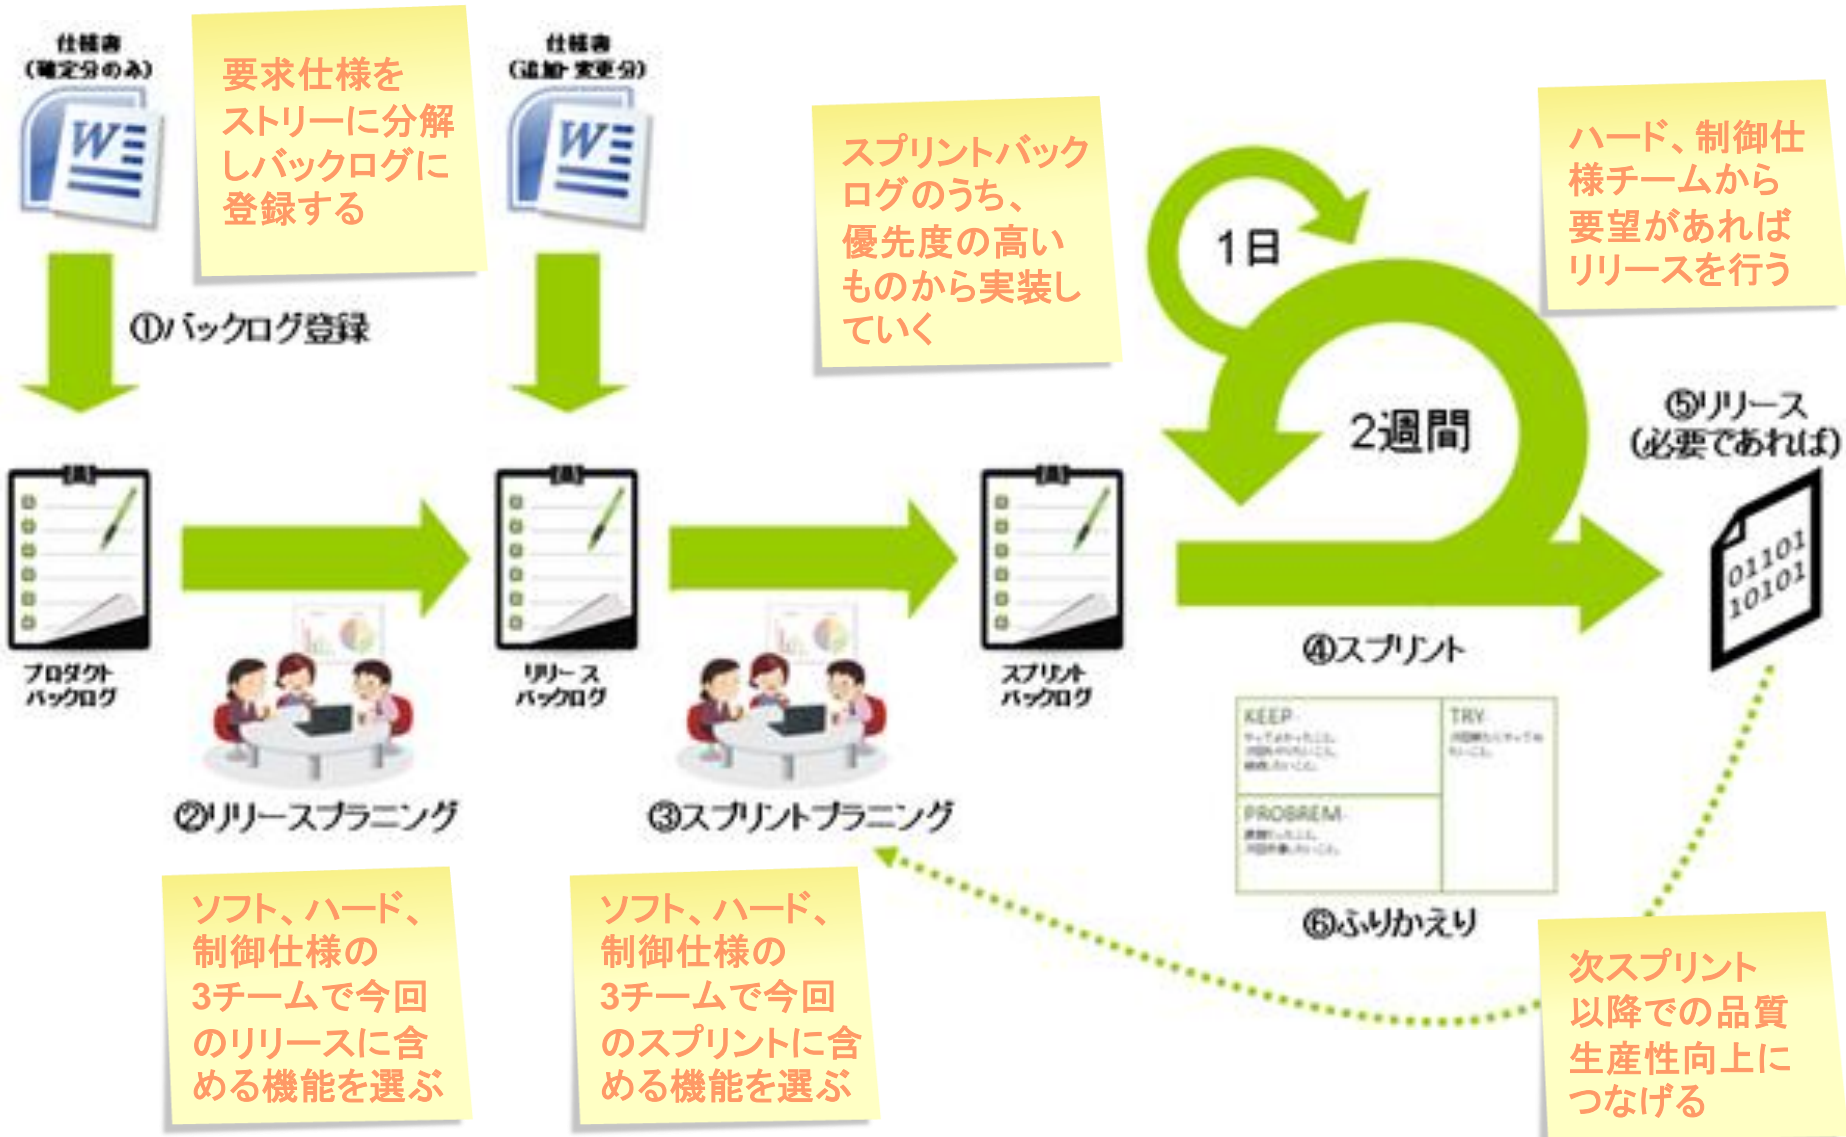 仕様書
(確定分のみ)
要求仕様を
ストリーに分解
しバックログに
登録する
仕様書
(追加・変更分)
スプリントバック
ログのうち、
優先度の高い
ものから実装し
ていく
ハード、制御仕
様チームから
要望があれば
リリースを行う
①バックログ登録
1日
2週間
⑤リリース
(必要であれば)
01101
10101
プロダクト
バックログ
リリース
バックログ
スプリント
バックログ
④スプリント
②リリースプラニング
③スプリントプラニング
KEEP
やってよかったこと。
TRY
PROBREM
⑥ふりかえり
ソフト、ハード、
制御仕様の
3チームで今回
のリリースに含
める機能を選ぶ
ソフト、ハード、
制御仕様の
3チームで今回
のスプリントに含
める機能を選ぶ
次スプリント
以降での品質
生産性向上に
つなげる